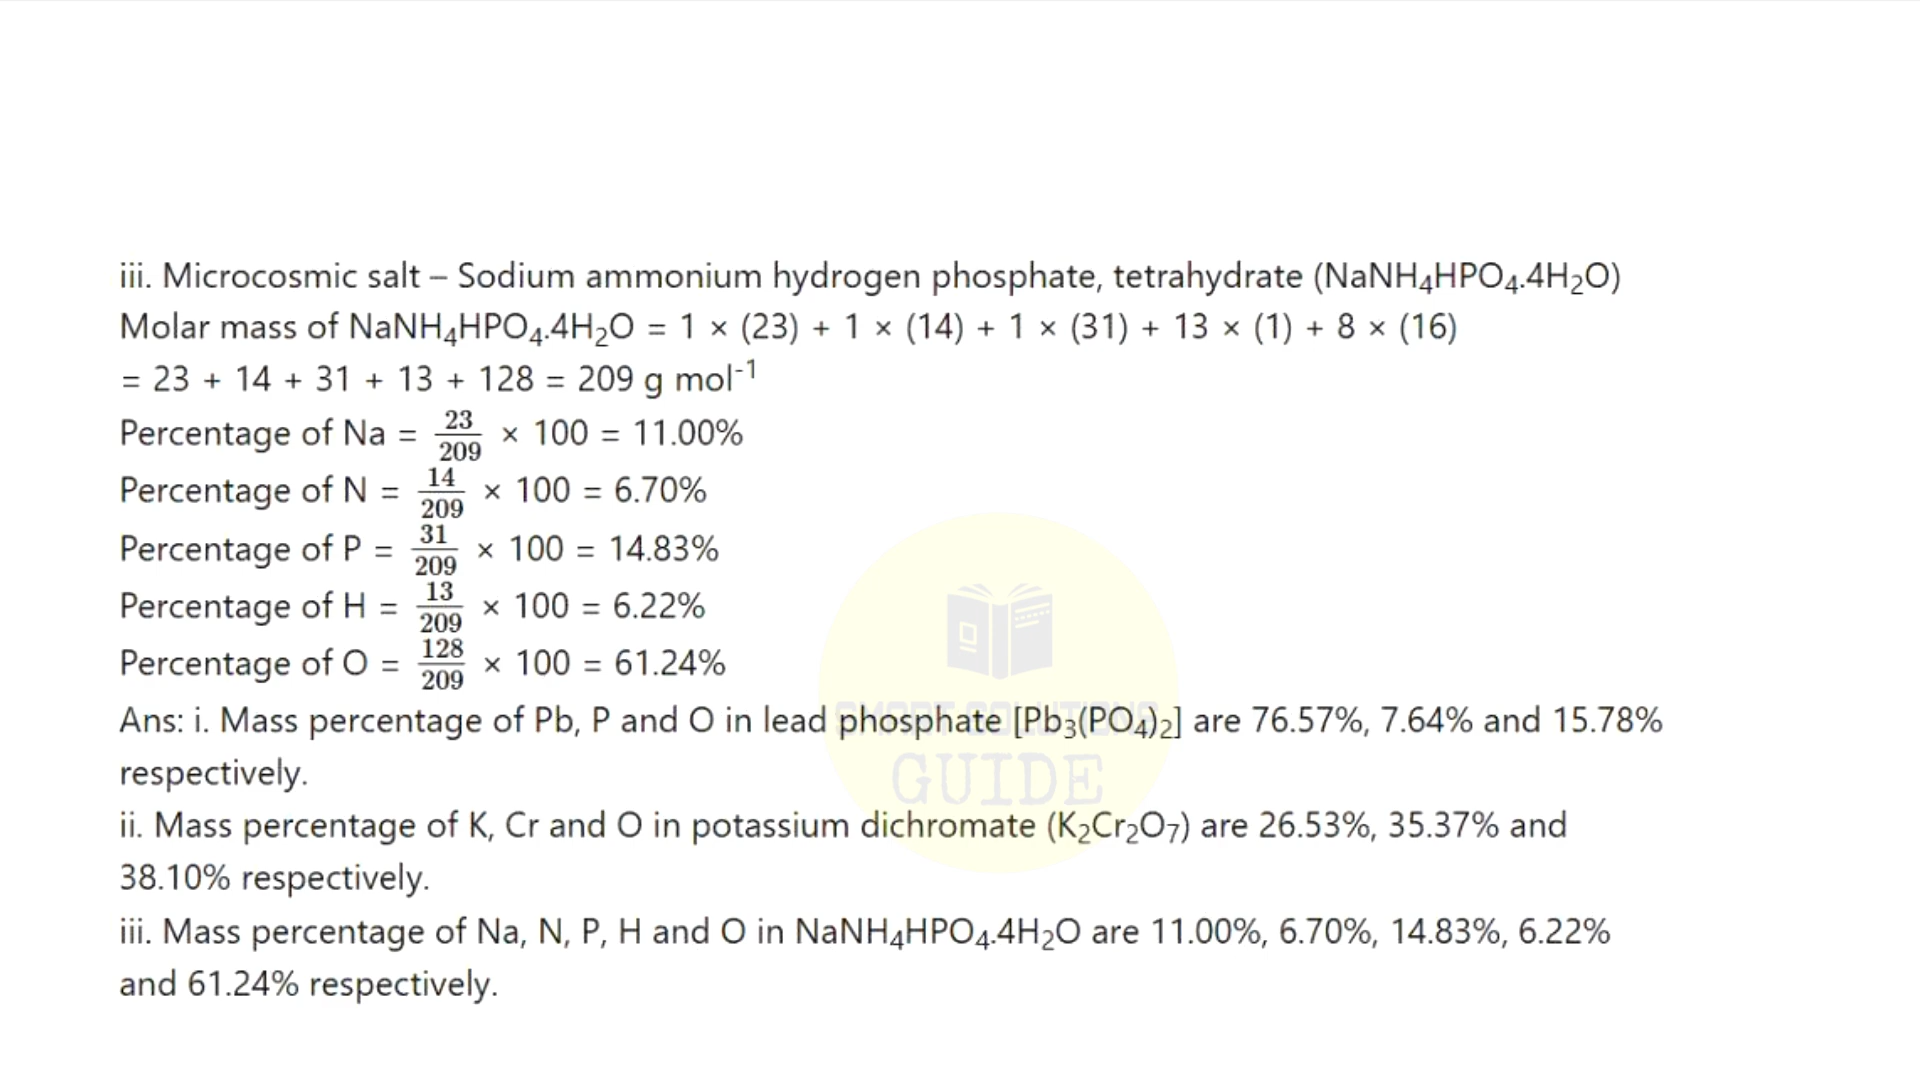 iii. Microcosmic salt – Sodium ammonium hydrogen phosphate, tetrahydrate (NaNH₄HPO₄.4H₂O)
Molar mass of NaNH₄HPO₄.4H₂O = 1 × (23) + 1 × (14) + 1 × (31) + 13 × (1) + 8 × (16)
= 23 + 14 + 31 + 13 + 128 = 209 g mol⁻¹
Percentage of Na = 23/209 × 100 = 11.00%
Percentage of N = 14/209 × 100 = 6.70%
Percentage of P = 31/209 × 100 = 14.83%
Percentage of H = 13/209 × 100 = 6.22%
Percentage of O = 128/209 × 100 = 61.24%
Ans: i. Mass percentage of Pb, P and O in lead phosphate [Pb₃(PO₄)₂] are 76.57%, 7.64% and 15.78%
respectively.
ii. Mass percentage of K, Cr and O in potassium dichromate (K₂Cr₂O₇) are 26.53%, 35.37% and
38.10% respectively.
iii. Mass percentage of Na, N, P, H and O in NaNH₄HPO₄.4H₂O are 11.00%, 6.70%, 14.83%, 6.22%
and 61.24% respectively.
SMART SOLUTIONS
GUIDE